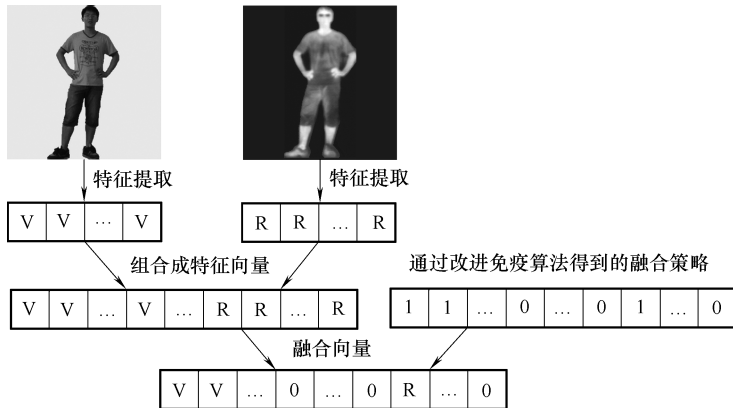 特征提取
特征提取
V V … V
R R … R
组合成特征向量
通过改进免疫算法得到的融合策略
V V … V … R R … R
1 1 … 0 … 0 1 … 0
融合向量
V V … 0 … 0 R … 0